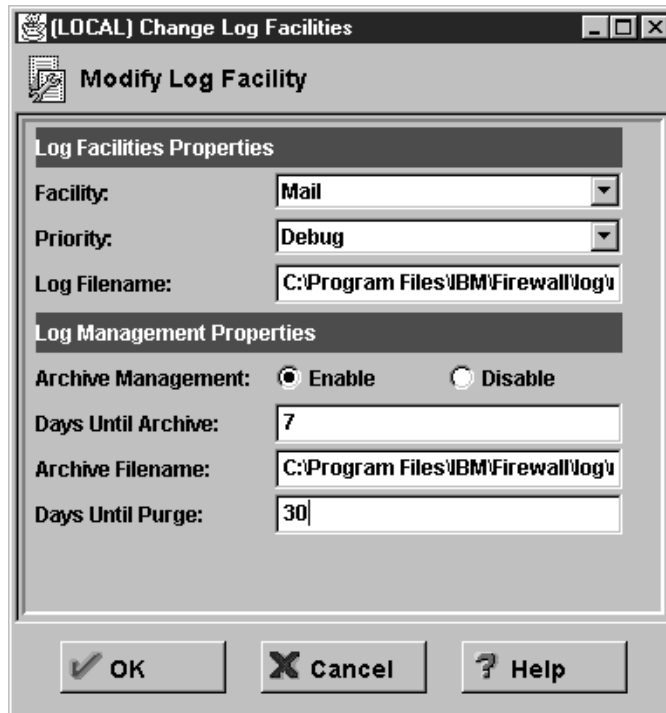 (LOCAL) Change Log Facilities
Modify Log Facility
Log Facilities Properties
Facility: Mail
Priority: Debug
Log Filename: C:\Program Files\IBM\Firewall\log\
Log Management Properties
Archive Management: Enable Disable
Days Until Archive: 7
Archive Filename: C:\Program Files\IBM\Firewall\log\
Days Until Purge: 30
OK Cancel Help